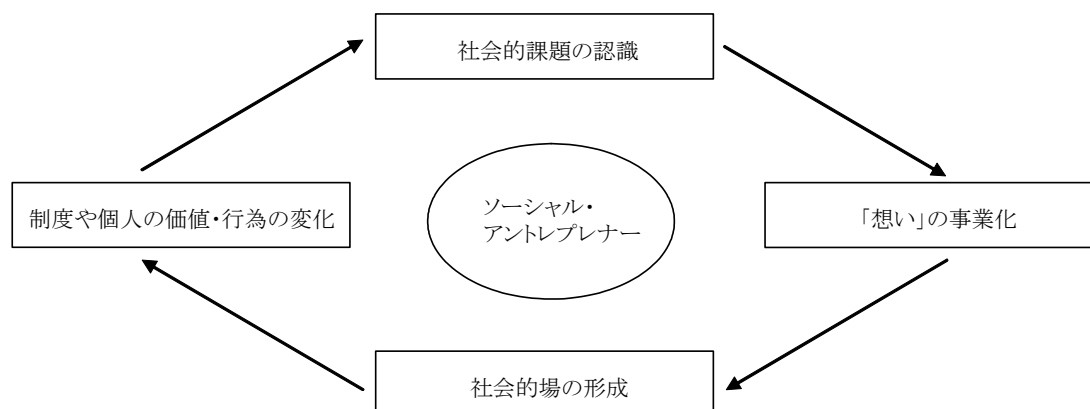 社会的課題の認識
制度や個人の価値・行為の変化
ソーシャル・
アントレプレナー
「想い」の事業化
社会的場の形成